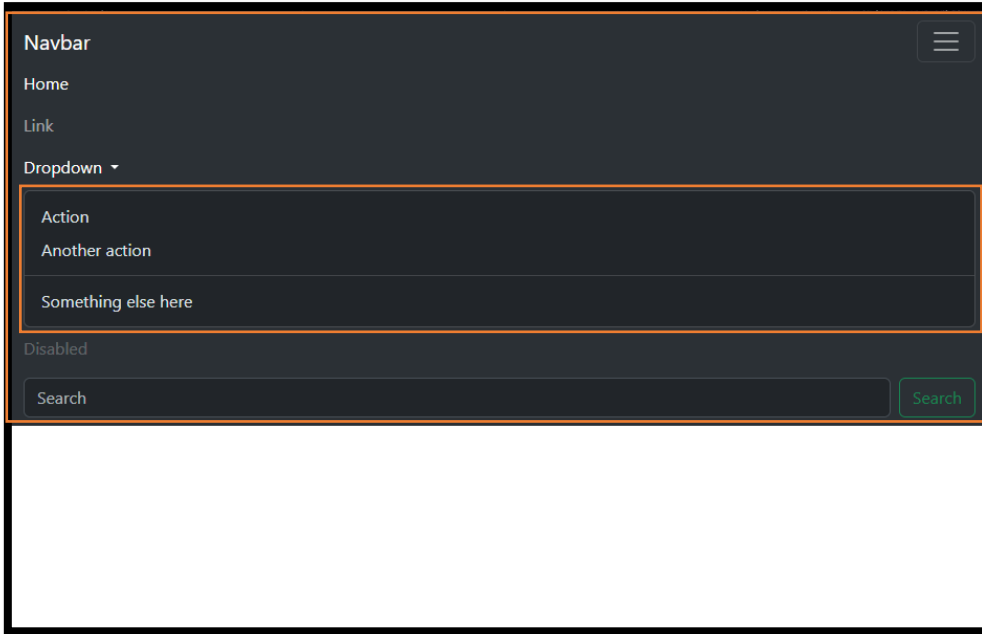 Navbar
Home
Link
Dropdown
Action
Another action
Something else here
Disabled
Search Search